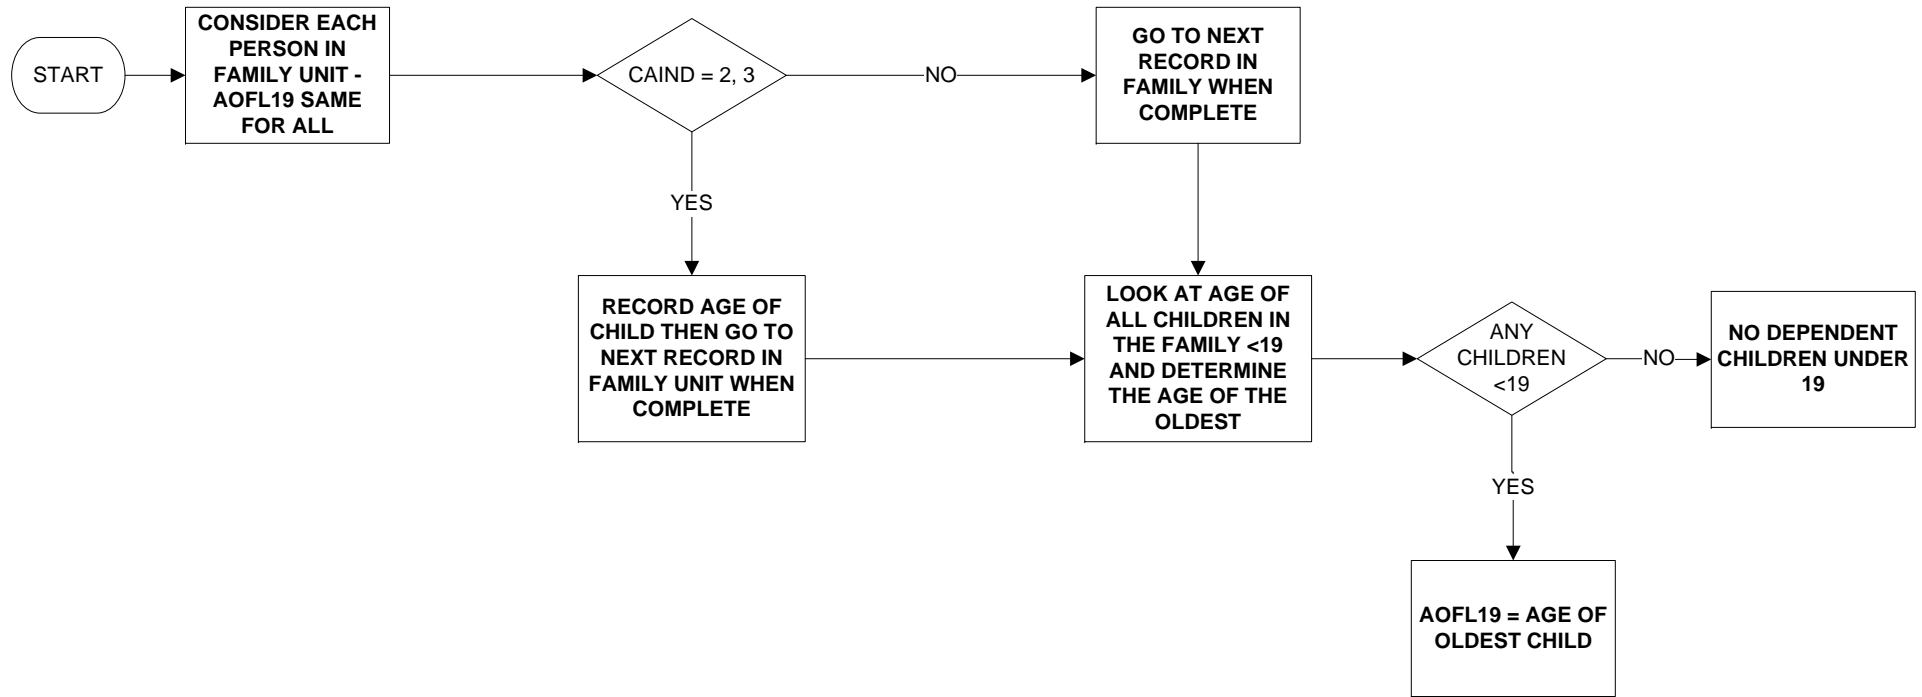 START
CONSIDER EACH
PERSON IN
FAMILY UNIT -
AOFL19 SAME
FOR ALL
CAIND = 2, 3
NO
GO TO NEXT
RECORD IN
FAMILY WHEN
COMPLETE
YES
RECORD AGE OF
CHILD THEN GO TO
NEXT RECORD IN
FAMILY UNIT WHEN
COMPLETE
LOOK AT AGE OF
ALL CHILDREN IN
THE FAMILY <19
AND DETERMINE
THE AGE OF THE
OLDEST
ANY
CHILDREN
<19
NO
NO DEPENDENT
CHILDREN UNDER
19
YES
AOFL19 = AGE OF
OLDEST CHILD